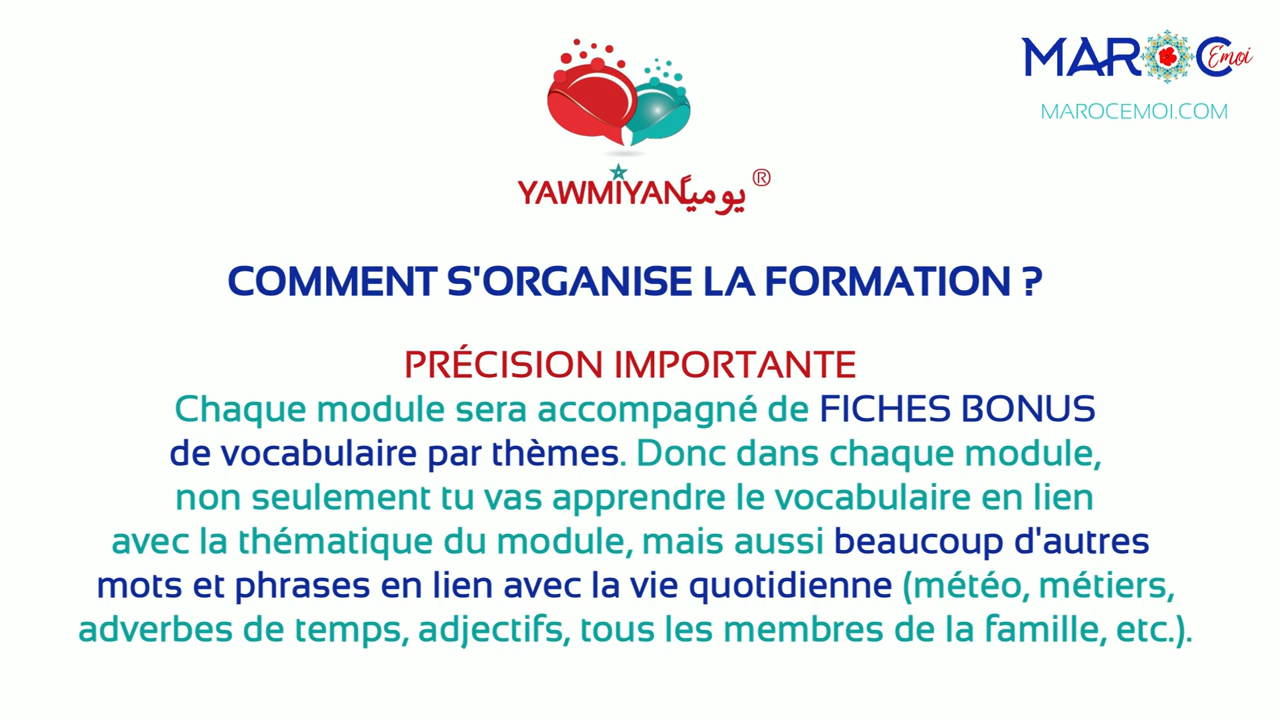 MAROC Emoi
MAROCEMOI.COM
YAWMIYAN يوميا ®
COMMENT S'ORGANISE LA FORMATION ?
PRÉCISION IMPORTANTE
Chaque module sera accompagné de FICHES BONUS
de vocabulaire par thèmes. Donc dans chaque module,
non seulement tu vas apprendre le vocabulaire en lien
avec la thématique du module, mais aussi beaucoup d'autres
mots et phrases en lien avec la vie quotidienne (météo, métiers,
adverbes de temps, adjectifs, tous les membres de la famille, etc.).